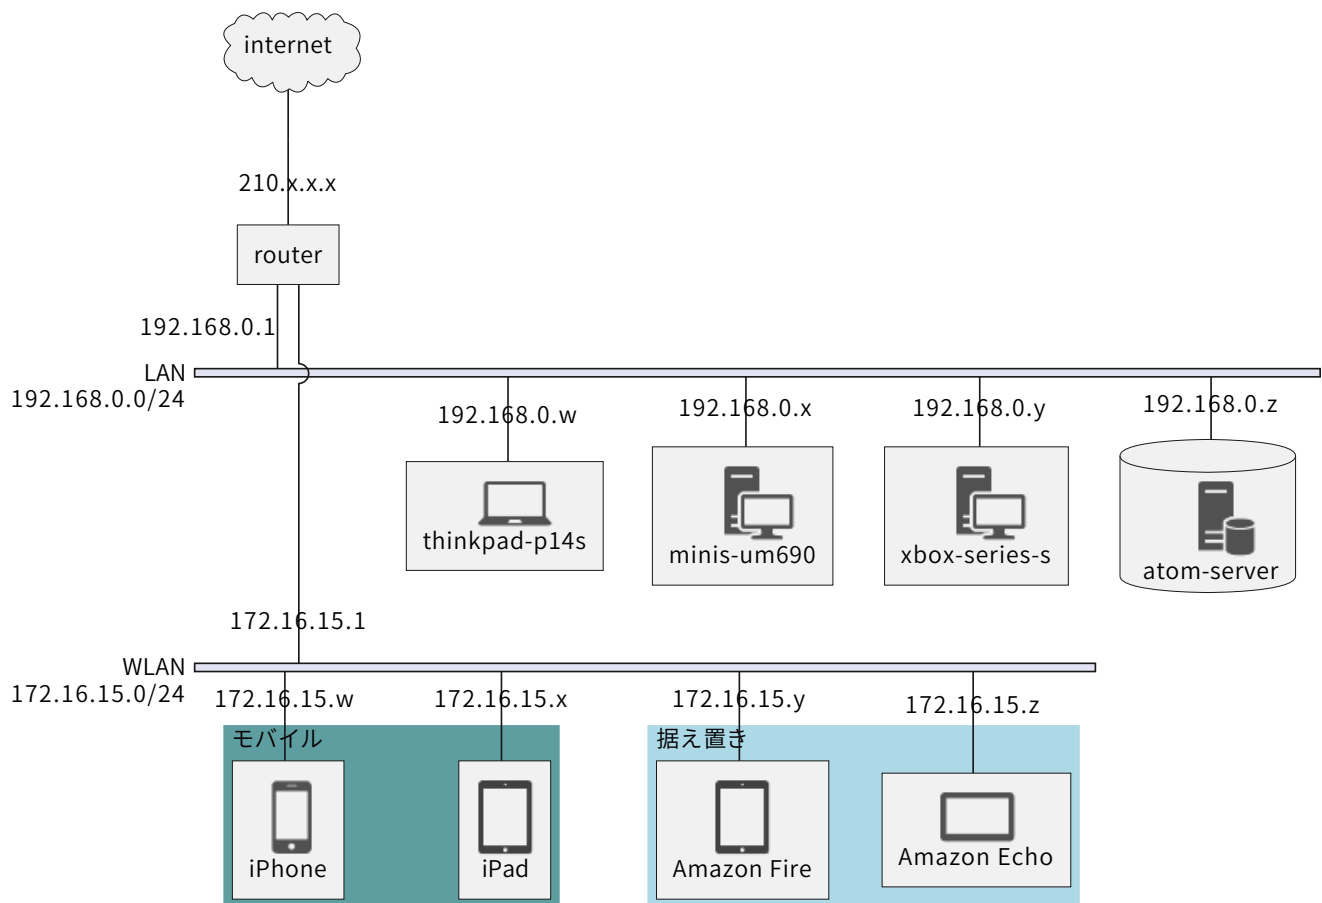 internet
210.x.x.x
router
192.168.0.1
LAN
192.168.0.0/24
192.168.0.w
192.168.0.x
192.168.0.y
192.168.0.z
thinkpad-p14s
minis-um690
xbox-series-s
atom-server
172.16.15.1
WLAN
172.16.15.0/24
172.16.15.w
172.16.15.x
172.16.15.y
172.16.15.z
モバイル
据え置き
iPhone
iPad
Amazon Fire
Amazon Echo